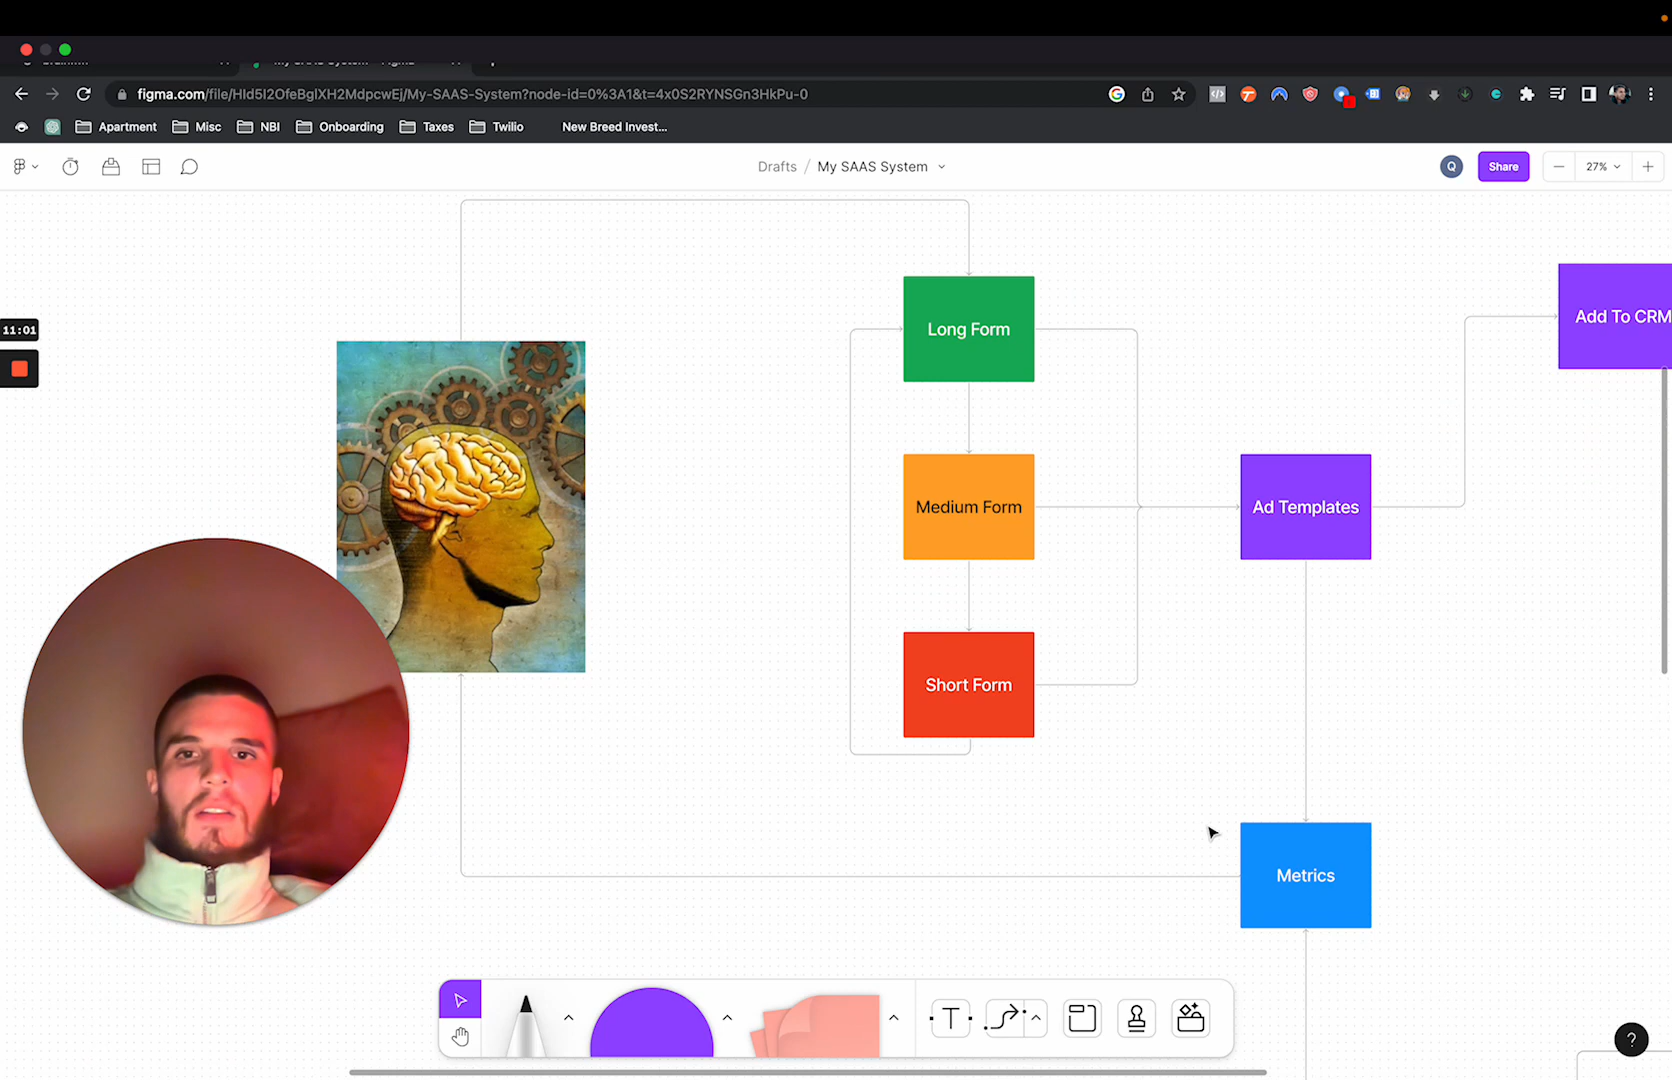 figma.com/file/HId5I2OfeBglXH2MdpcwEj/My-SAAS-System?node-id=0%3A1&t=4x0S2RYNSGn3HkPu-0
Apartment Misc NBI Onboarding Taxes Twilio New Breed Invest...
Drafts / My SAAS System
Q Share 27%
Add To CRM
11:01
Long Form
Medium Form
Ad Templates
Short Form
Metrics
T
?